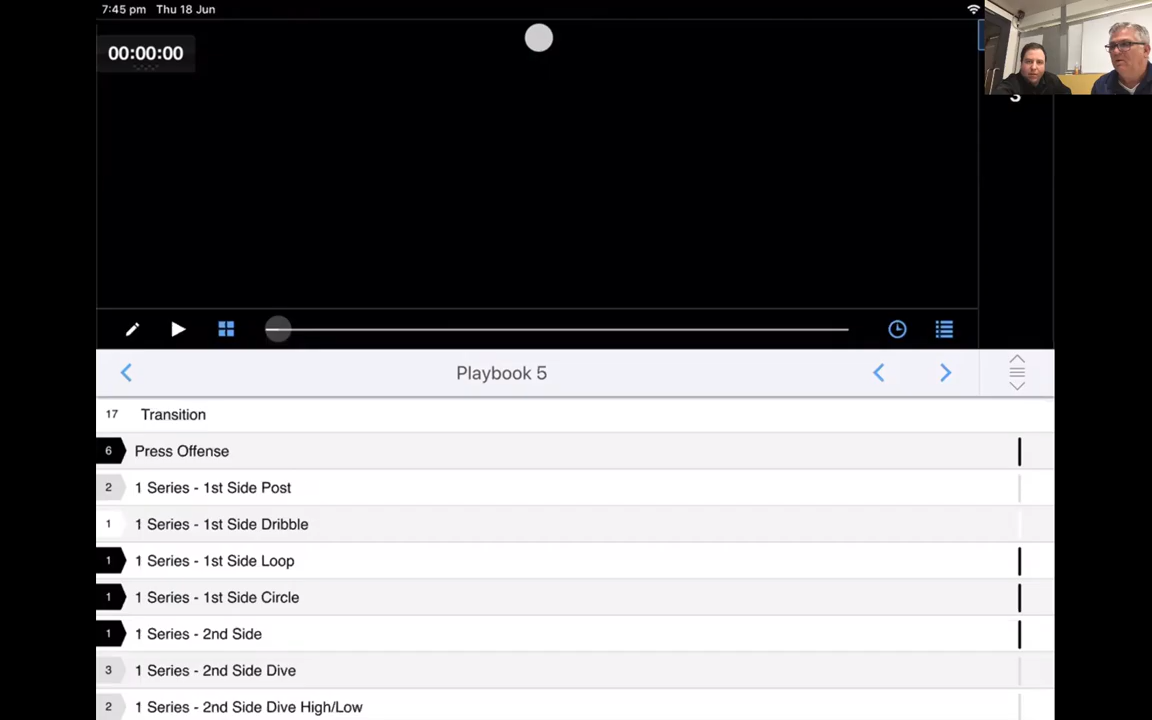 7:45 pm Thu 18 Jun
00:00:00
Playbook 5
17 Transition
6 Press Offense
2 1 Series - 1st Side Post
1 1 Series - 1st Side Dribble
1 1 Series - 1st Side Loop
1 1 Series - 1st Side Circle
1 1 Series - 2nd Side
3 1 Series - 2nd Side Dive
2 1 Series - 2nd Side Dive High/Low